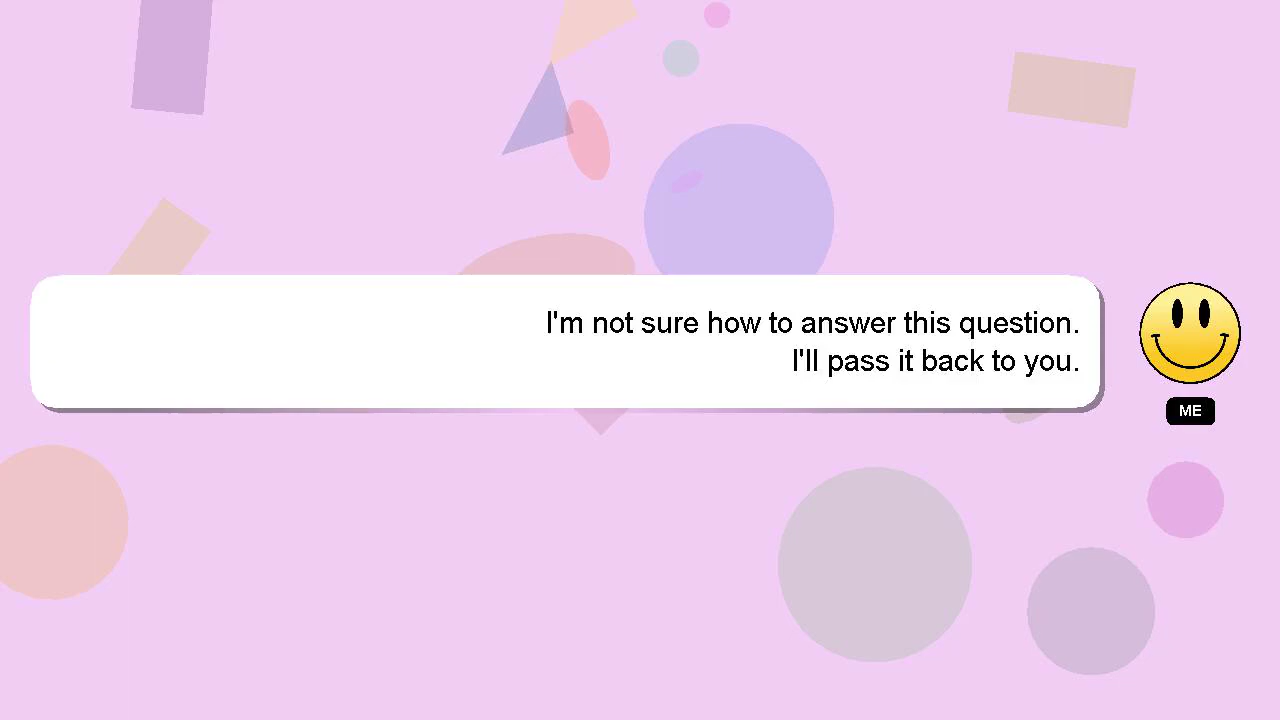 I'm not sure how to answer this question.
I'll pass it back to you.
ME